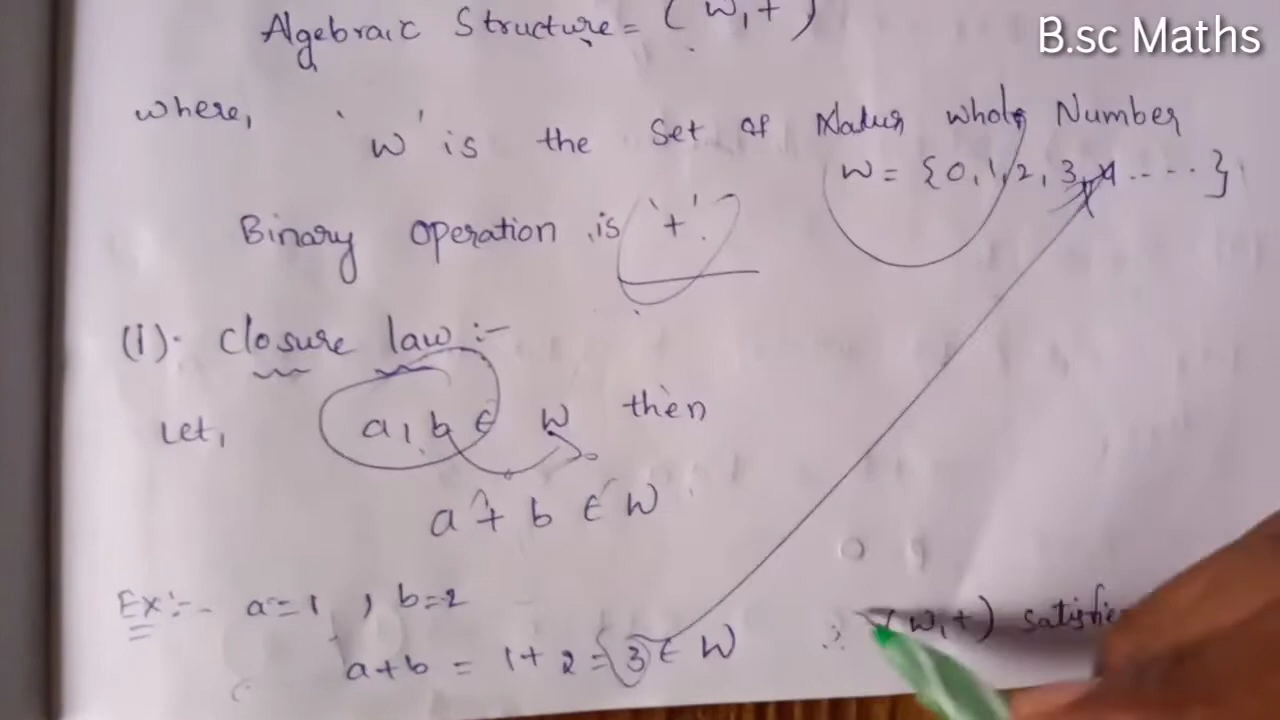 Algebraic Structure = (W, +)
B.sc Maths
where, 'W' is the set of whole Number
W = {0, 1, 2, 3, 4 .....}
Binary operation is '+'.
(1). Closure law :-
Let, a, b ∈ W then
a + b ∈ W
Ex :- a=1, b=2
a+b = 1+2 = 3 ∈ W ∴ (W, +)